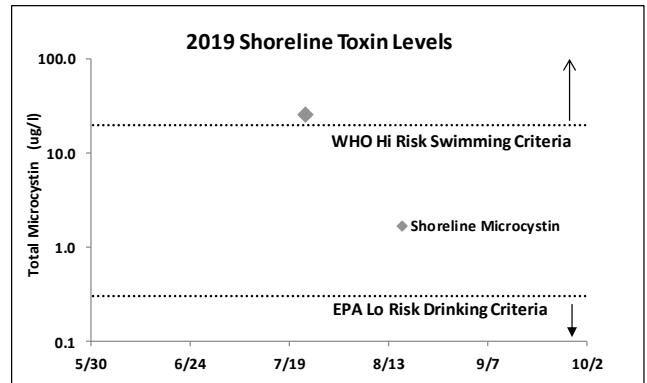 2019 Shoreline Toxin Levels
Total Microcystin (ug/l)
100.0
10.0
1.0
0.1
WHO Hi Risk Swimming Criteria
Shoreline Microcystin
EPA Lo Risk Drinking Criteria
5/30 6/24 7/19 8/13 9/7 10/2